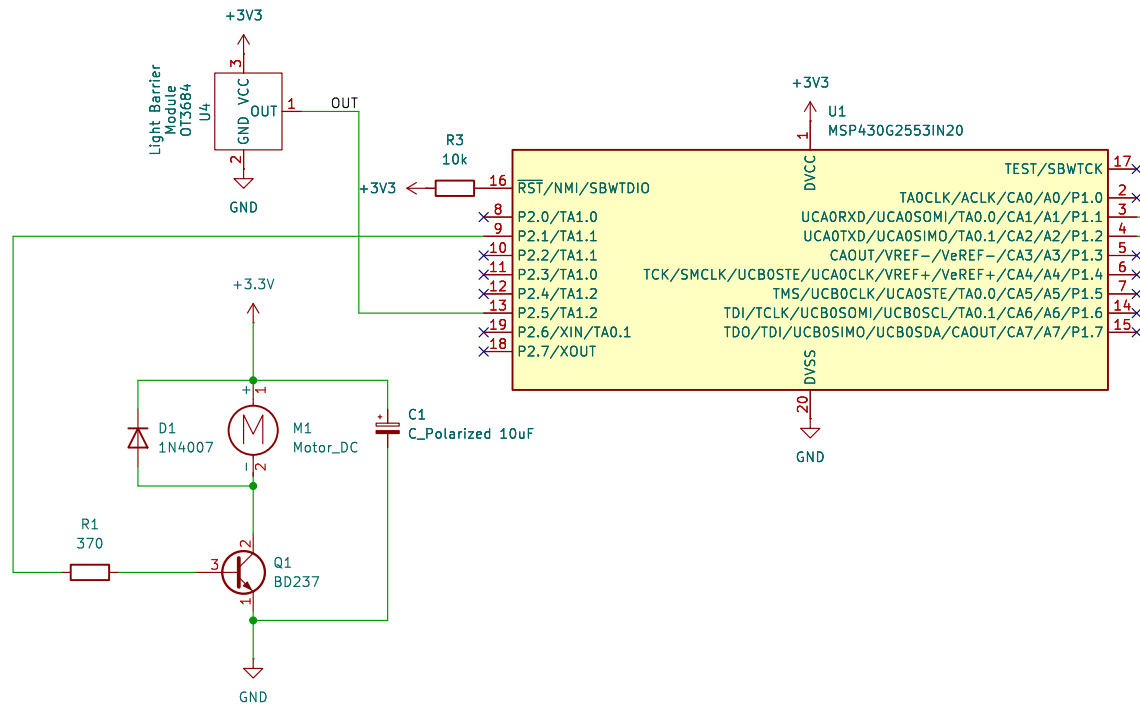 +3V3
Light Barrier
Module
OT3684
U4
3
VCC
OUT
GND
1
OUT
2
GND
+3V3
U1
MSP430G2553IN20
1
DVCC
R3
10k
+3V3
16
RST/NMI/SBWTDIO
8
P2.0/TA1.0
9
P2.1/TA1.1
10
P2.2/TA1.1
11
P2.3/TA1.0
12
P2.4/TA1.2
13
P2.5/TA1.2
19
P2.6/XIN/TA0.1
18
P2.7/XOUT
TEST/SBWTCK
17
TA0CLK/ACLK/CA0/A0/P1.0
2
UCA0RXD/UCA0SOMI/TA0.0/CA1/A1/P1.1
3
UCA0TXD/UCA0SIMO/TA0.1/CA2/A2/P1.2
4
CAOUT/VREF-/VeREF-/CA3/A3/P1.3
5
TCK/SMCLK/UCB0STE/UCA0CLK/VREF+/VeREF+/CA4/A4/P1.4
6
TMS/UCB0CLK/UCA0STE/TA0.0/CA5/A5/P1.5
7
TDI/TCLK/UCB0SOMI/UCB0SCL/TA0.1/CA6/A6/P1.6
14
TDO/TDI/UCB0SIMO/UCB0SDA/CAOUT/CA7/A7/P1.7
15
DVSS
20
GND
+3.3V
D1
1N4007
+
1
M
M1
Motor_DC
-
2
+
C1
C_Polarized 10uF
R1
370
3
2
Q1
BD237
1
GND